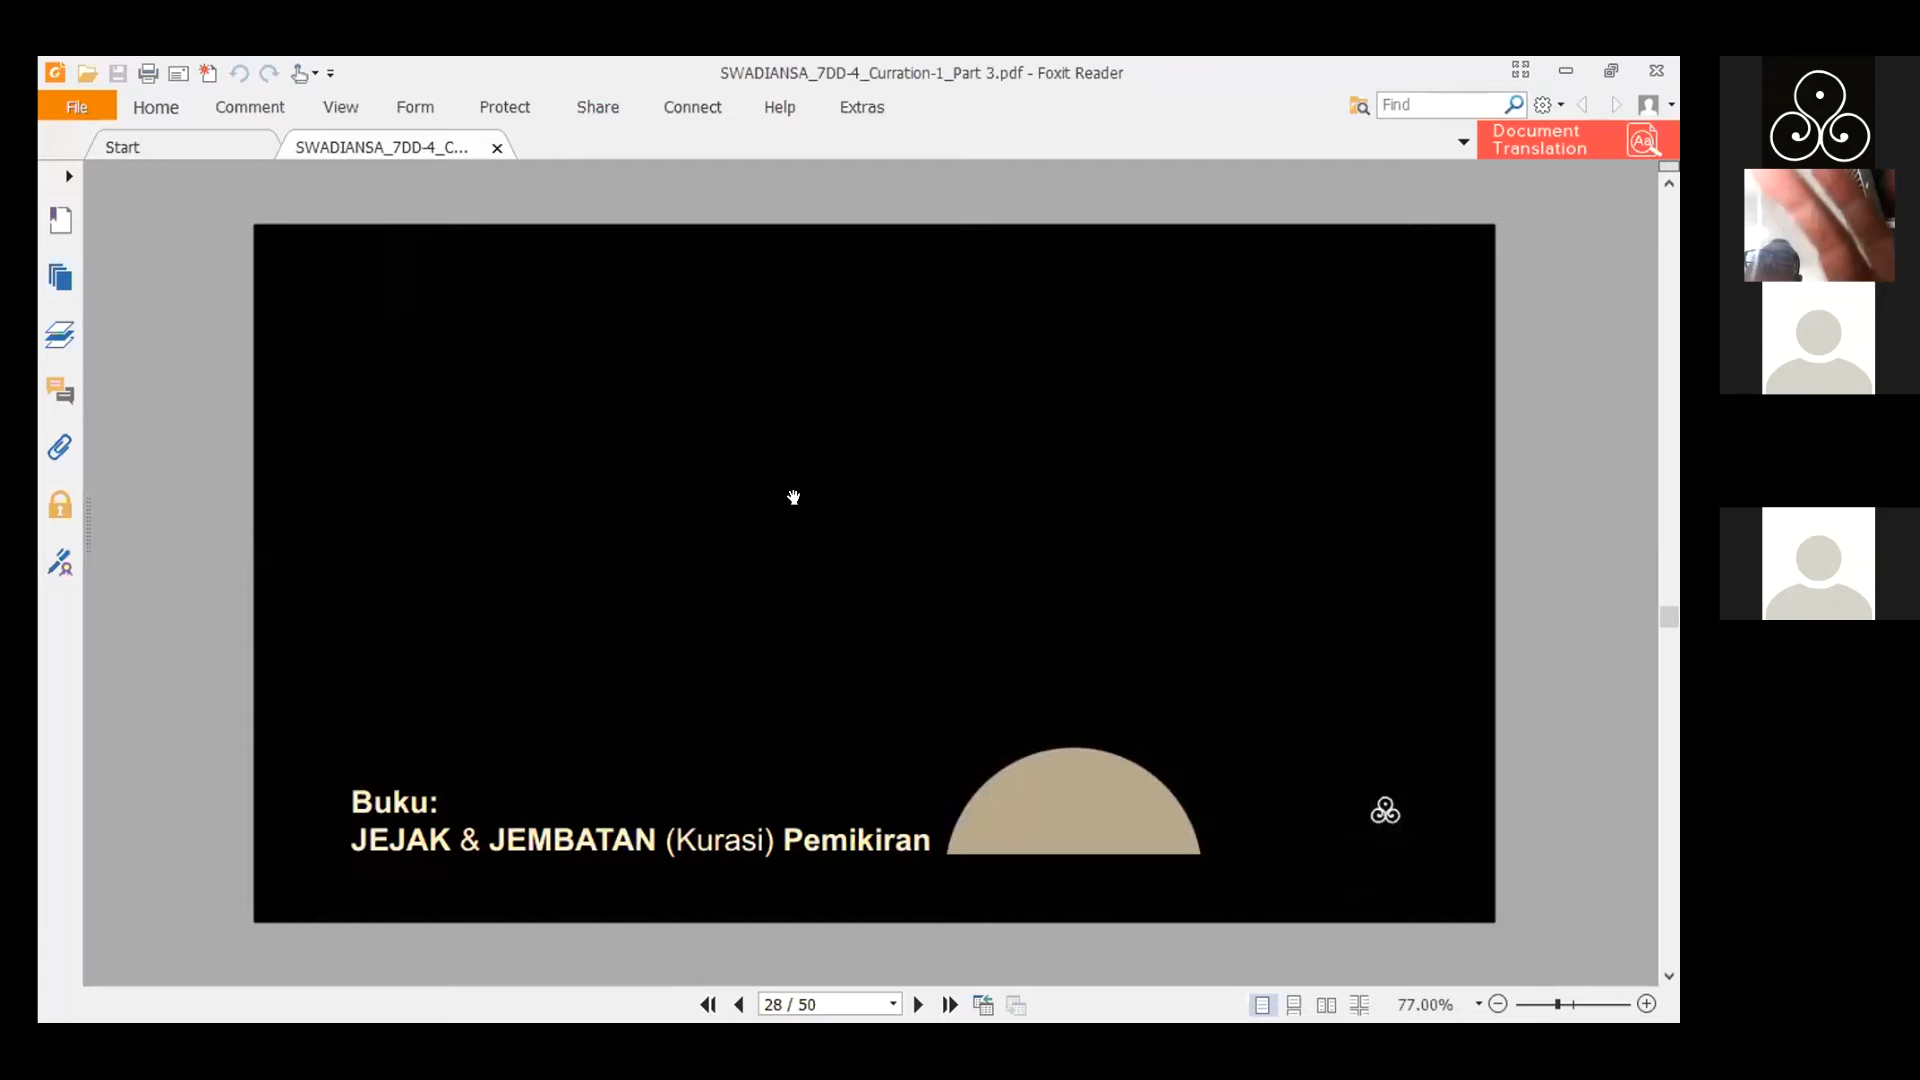 SWADIANSA_7DD-4_Curration-1_Part 3.pdf - Foxit Reader
File Home Comment View Form Protect Share Connect Help Extras
Find
Start SWADIANSA_7DD-4_C...
Document
Translation
Buku:
JEJAK & JEMBATAN (Kurasi) Pemikiran
28 / 50
77.00%